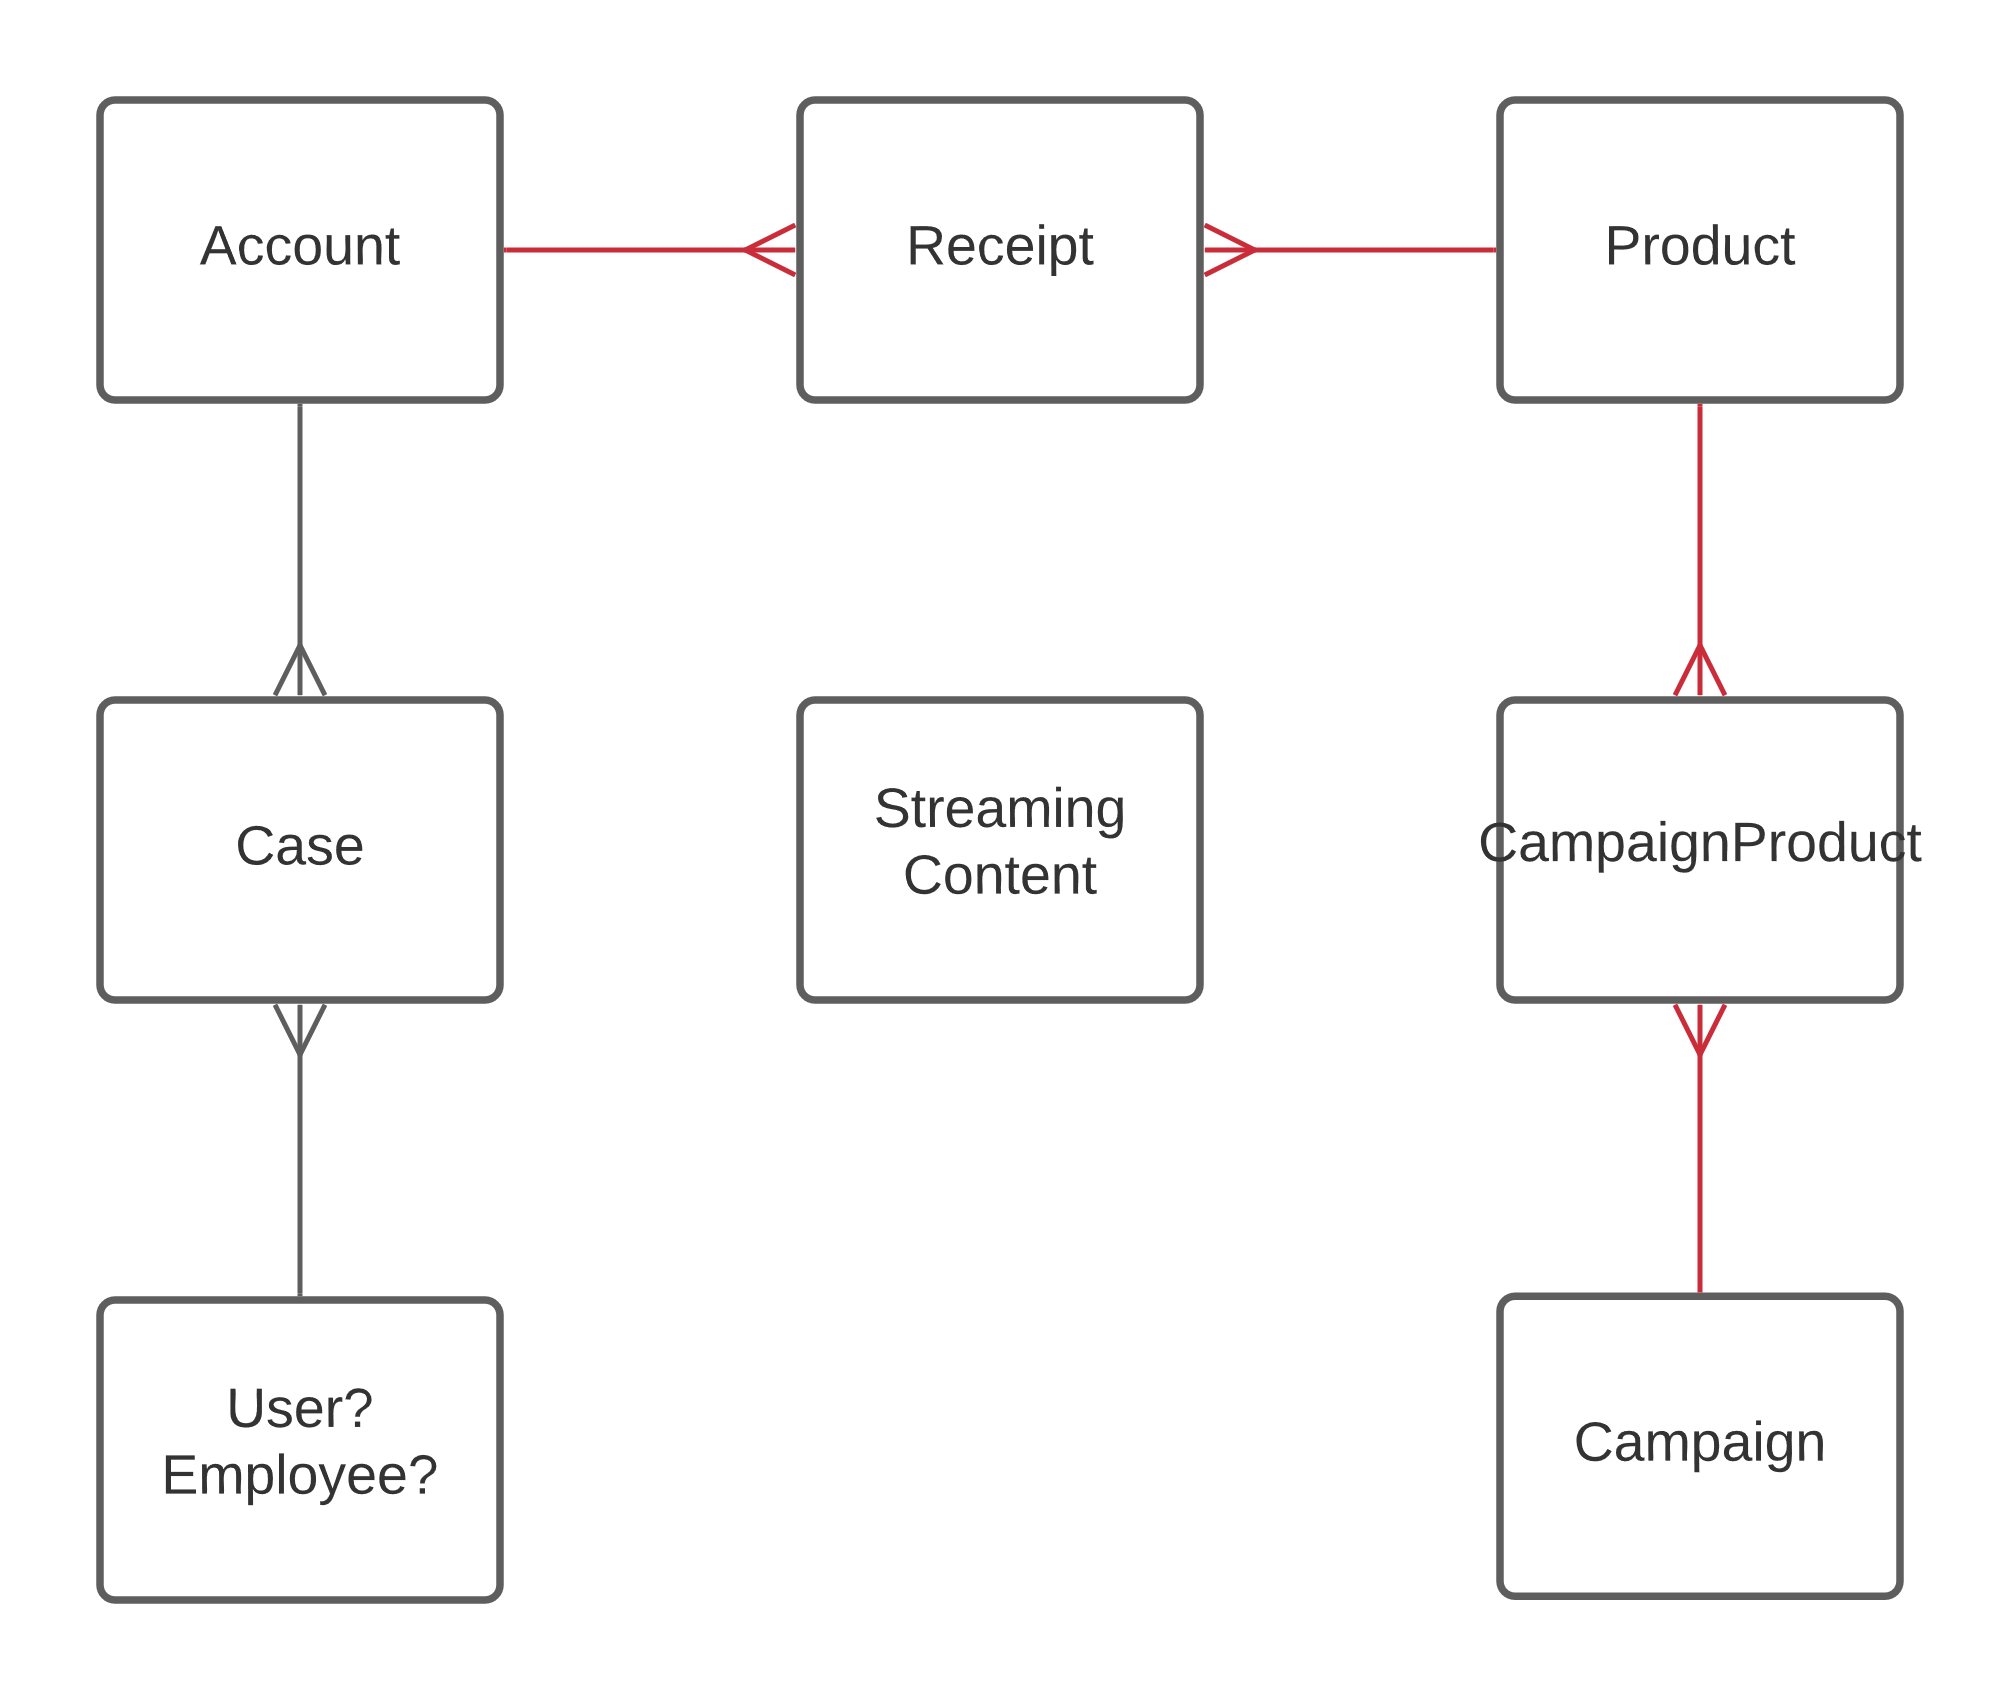 Account
Receipt
Product
Case
Streaming
Content
CampaignProduct
User?
Employee?
Campaign